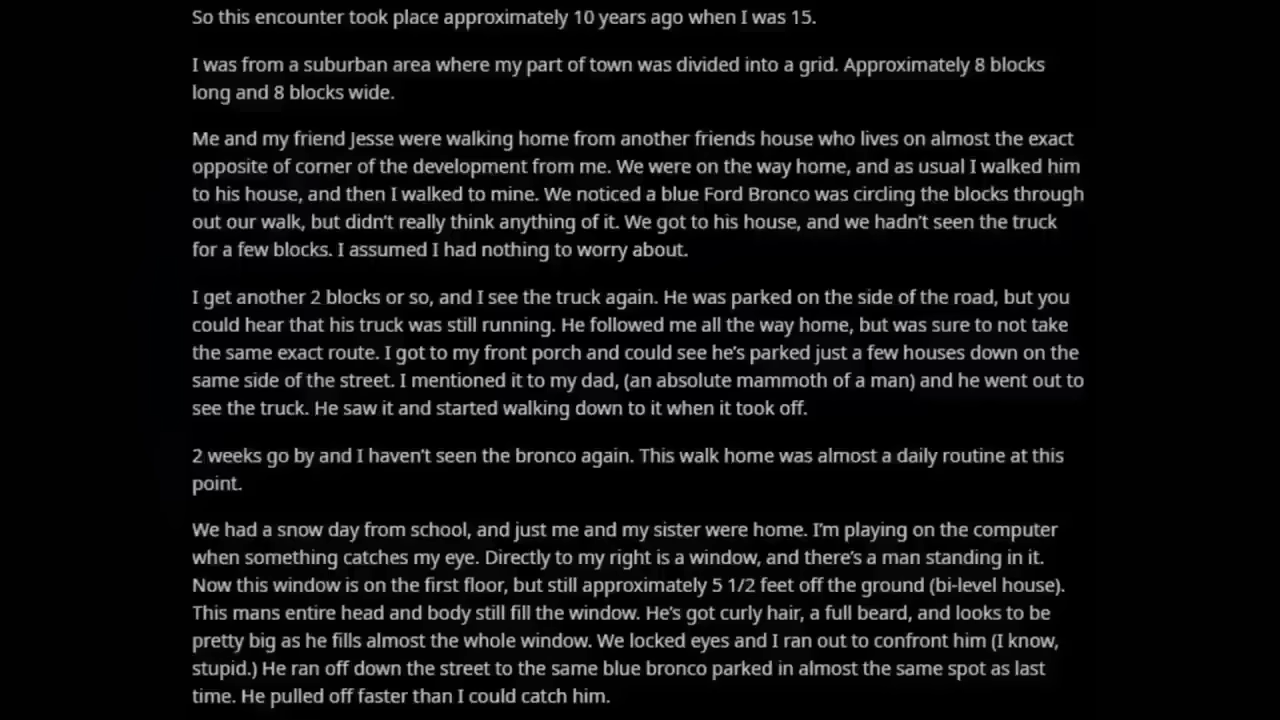 So this encounter took place approximately 10 years ago when I was 15.
I was from a suburban area where my part of town was divided into a grid. Approximately 8 blocks
long and 8 blocks wide.
Me and my friend Jesse were walking home from another friends house who lives on almost the exact
opposite of corner of the development from me. We were on the way home, and as usual I walked him
to his house, and then I walked to mine. We noticed a blue Ford Bronco was circling the blocks through
out our walk, but didn't really think anything of it. We got to his house, and we hadn't seen the truck
for a few blocks. I assumed I had nothing to worry about.
I get another 2 blocks or so, and I see the truck again. He was parked on the side of the road, but you
could hear that his truck was still running. He followed me all the way home, but was sure to not take
the same exact route. I got to my front porch and could see he's parked just a few houses down on the
same side of the street. I mentioned it to my dad, (an absolute mammoth of a man) and he went out to
see the truck. He saw it and started walking down to it when it took off.
2 weeks go by and I haven't seen the bronco again. This walk home was almost a daily routine at this
point.
We had a snow day from school, and just me and my sister were home. I'm playing on the computer
when something catches my eye. Directly to my right is a window, and there's a man standing in it.
Now this window is on the first floor, but still approximately 5 1/2 feet off the ground (bi-level house).
This mans entire head and body still fill the window. He's got curly hair, a full beard, and looks to be
pretty big as he fills almost the whole window. We locked eyes and I ran out to confront him (I know,
stupid.) He ran off down the street to the same blue bronco parked in almost the same spot as last
time. He pulled off faster than I could catch him.